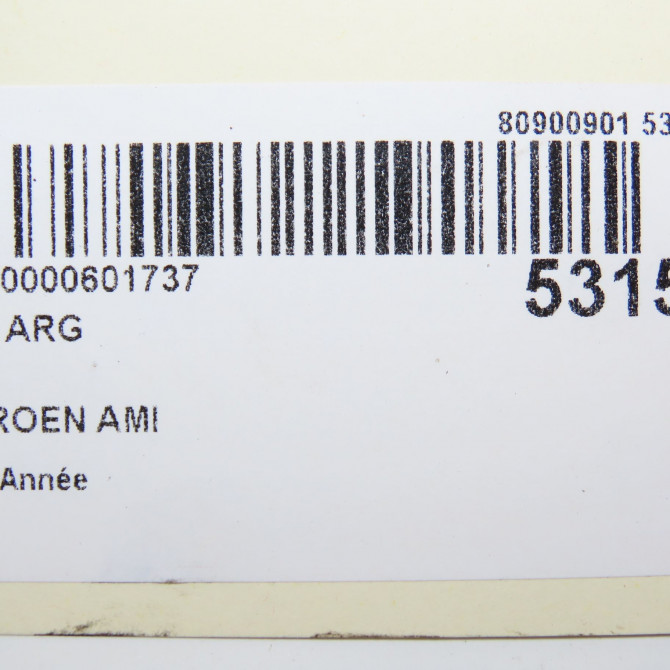 80900901 53
0000601737
5315
ARG
ROEN AMI
Année